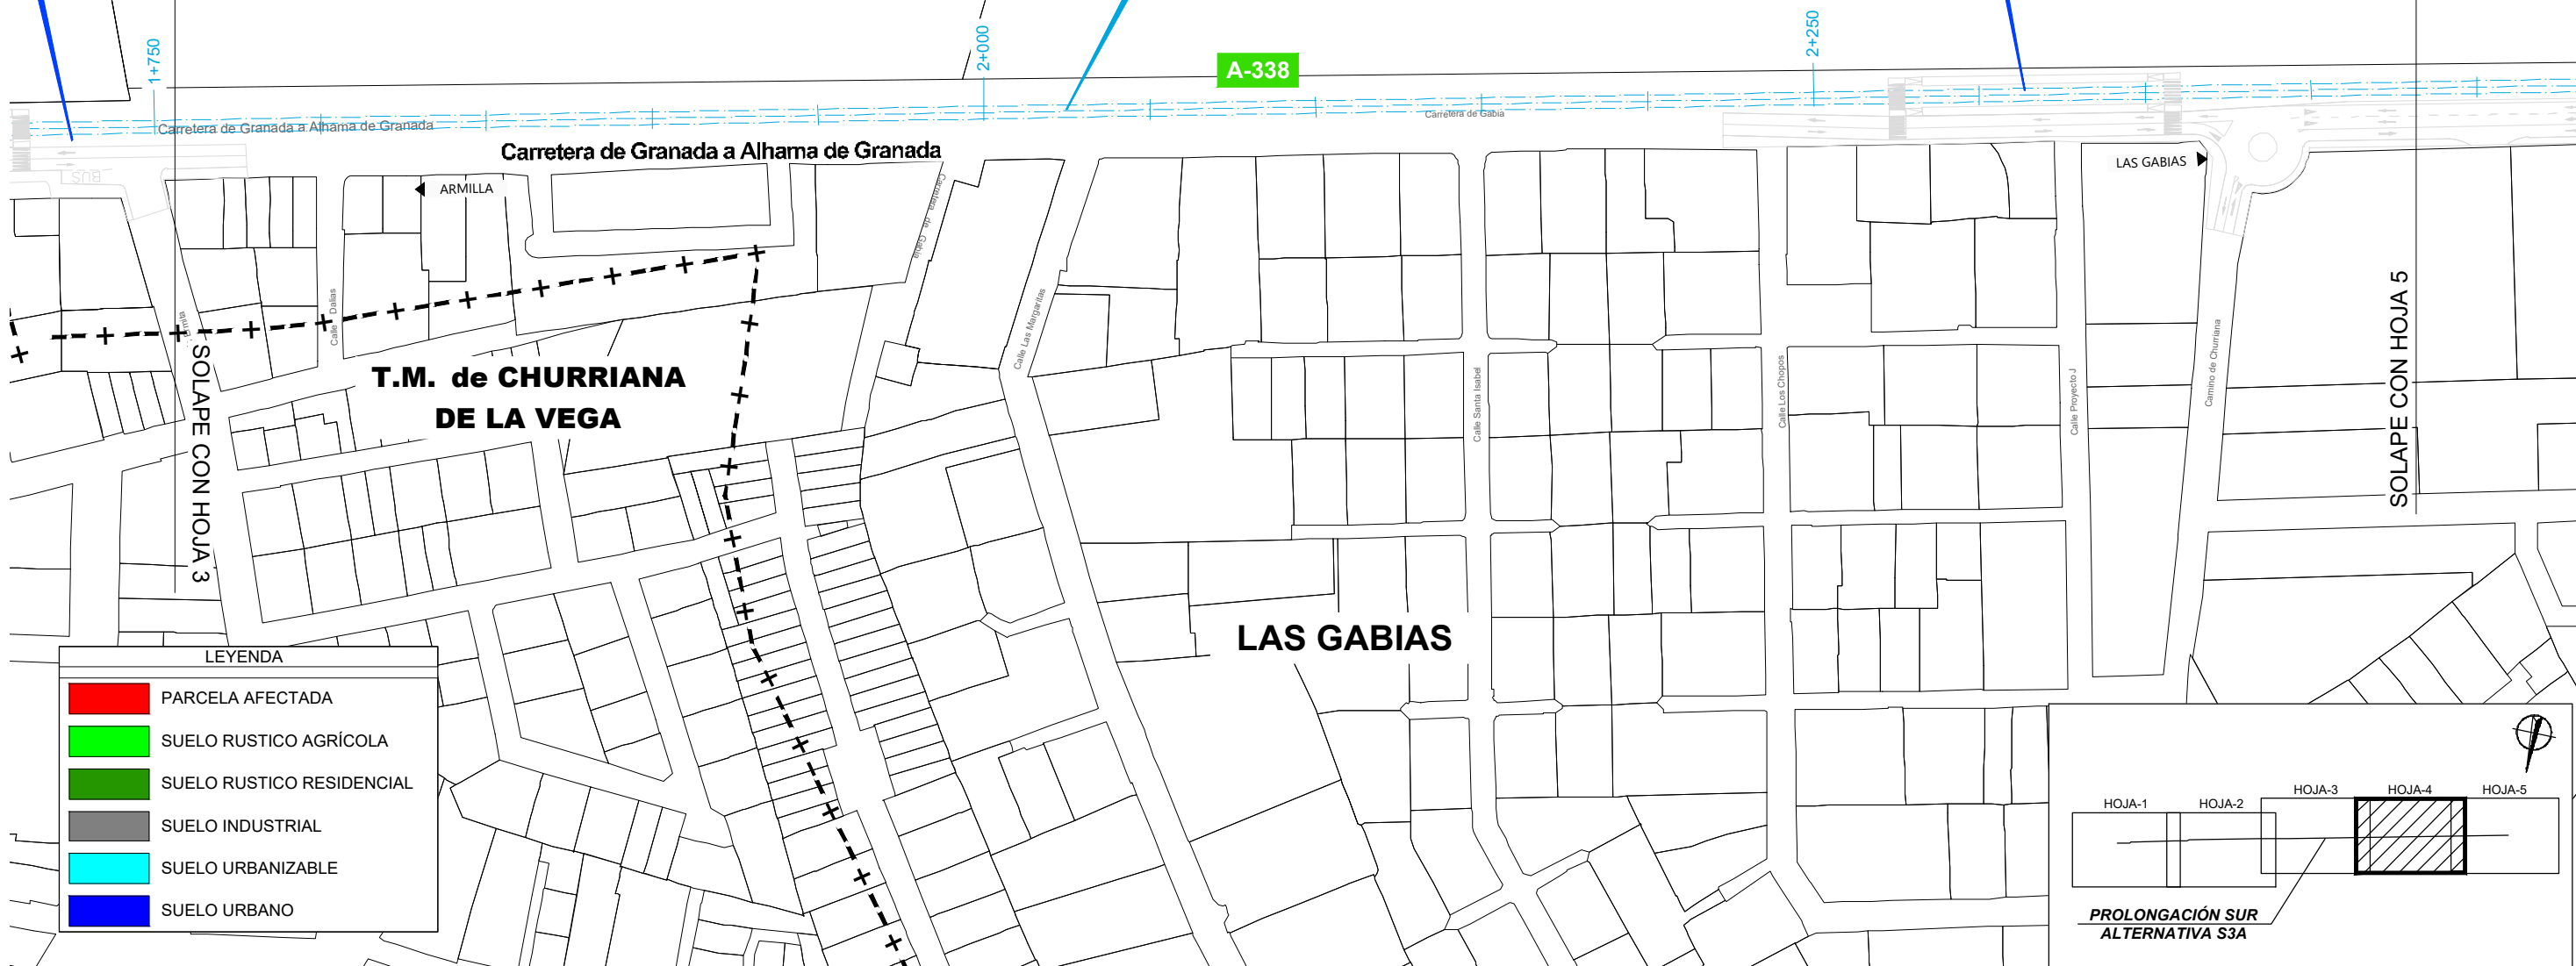 1+750
2+000
A-338
2+250
Carretera de Granada a Alhama de Granada
Carretera de Gabia
Carretera de Granada a Alhama de Granada
BUS
ARMILLA
LAS GABIAS
Carretera de Gabia
Calle Dalias
Calle Las Margaritas
Calle Santa Isabel
Calle Los Chopos
Calle Proyecto J
Camino de Churriana
SOLAPE CON HOJA 3
SOLAPE CON HOJA 5
T.M. de CHURRIANA
DE LA VEGA
LAS GABIAS
LEYENDA
PARCELA AFECTADA
SUELO RUSTICO AGRÍCOLA
SUELO RUSTICO RESIDENCIAL
SUELO INDUSTRIAL
SUELO URBANIZABLE
SUELO URBANO
HOJA-1
HOJA-2
HOJA-3
HOJA-4
HOJA-5
PROLONGACIÓN SUR
ALTERNATIVA S3A